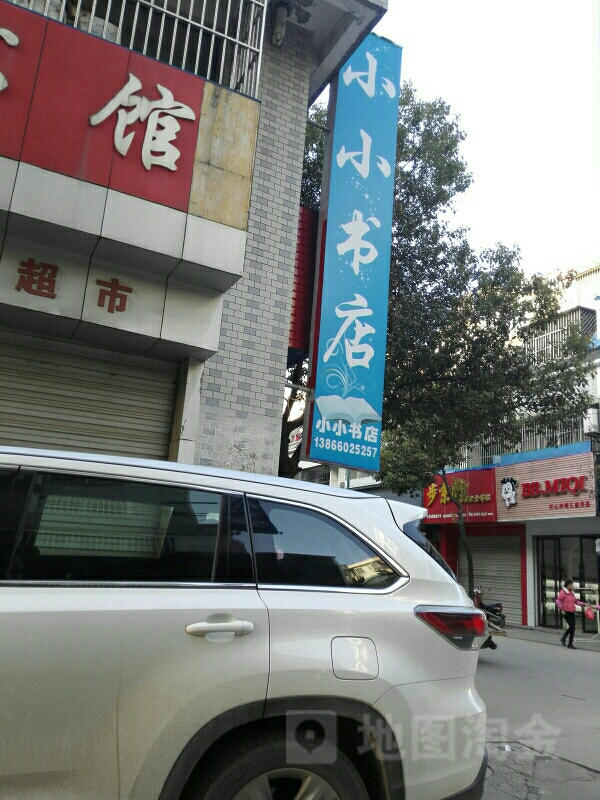 馆
超市
小小书店
小小书店
13866025257
BB.MIQI
地图淘金